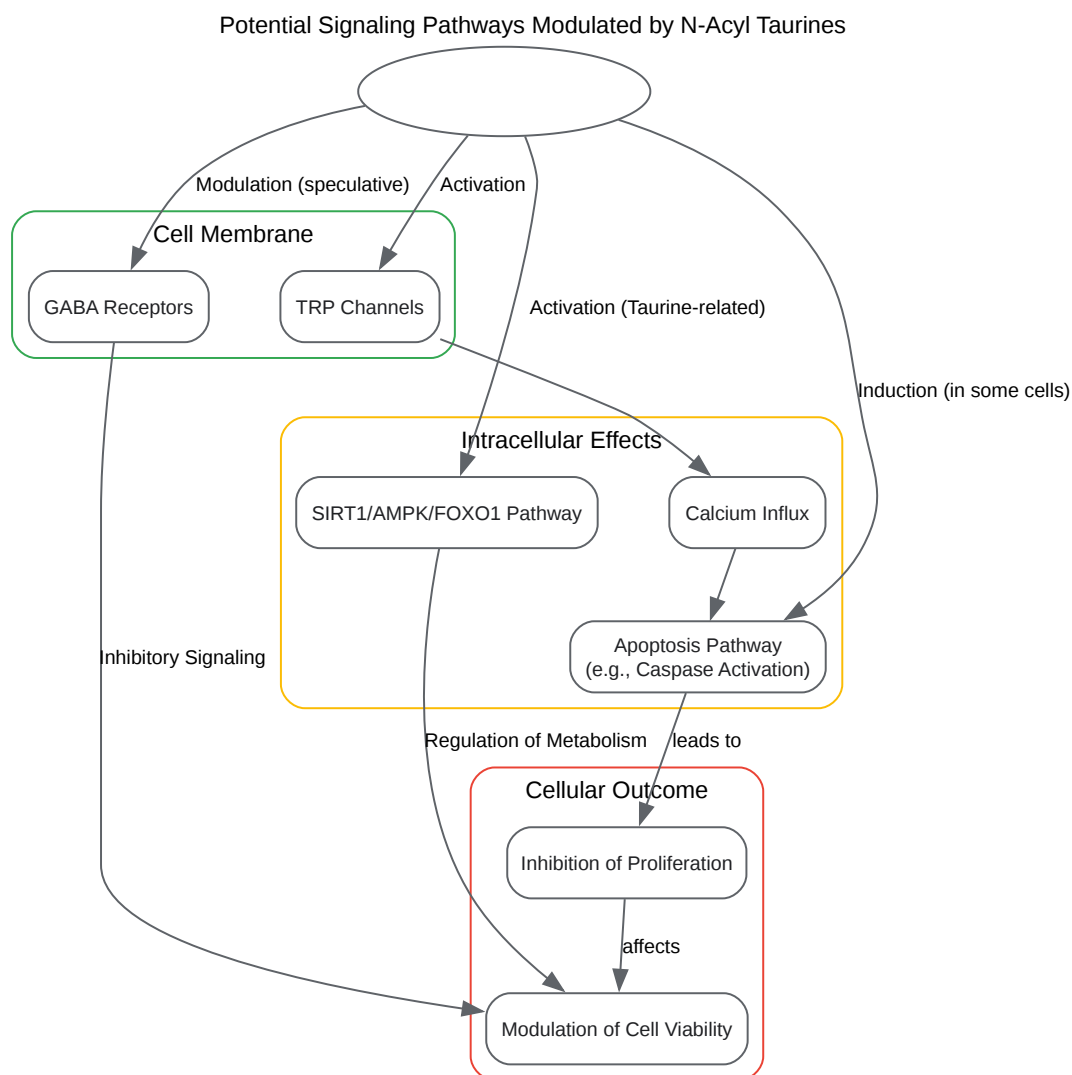 Potential Signaling Pathways Modulated by N-Acyl Taurines
Modulation (speculative)
Activation
Cell Membrane
GABA Receptors
TRP Channels
Activation (Taurine-related)
Induction (in some cells)
Intracellular Effects
SIRT1/AMPK/FOXO1 Pathway
Calcium Influx
Apoptosis Pathway
(e.g., Caspase Activation)
Inhibitory Signaling
Regulation of Metabolism
leads to
Cellular Outcome
Inhibition of Proliferation
affects
Modulation of Cell Viability